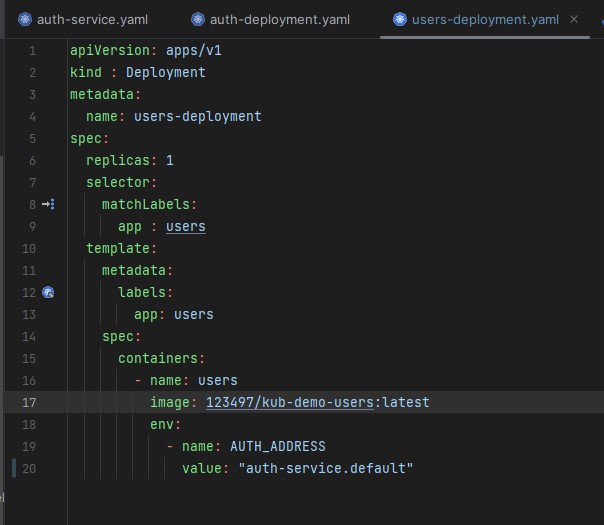 auth-service.yaml auth-deployment.yaml users-deployment.yaml ×
1 apiVersion: apps/v1
2 kind : Deployment
3 metadata:
4   name: users-deployment
5 spec:
6   replicas: 1
7   selector:
8     matchLabels:
9       app : users
10   template:
11     metadata:
12       labels:
13         app: users
14     spec:
15       containers:
16         - name: users
17           image: 123497/kub-demo-users:latest
18           env:
19             - name: AUTH_ADDRESS
20               value: "auth-service.default"